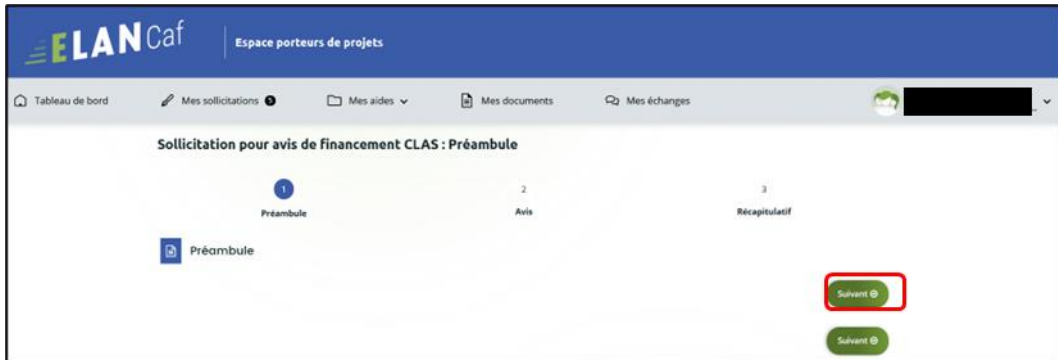 ELAN Caf
Espace porteurs de projets
Tableau de bord
Mes sollicitations
Mes aides
Mes documents
Mes échanges
Sollicitation pour avis de financement CLAS : Préambule
1
2
3
Préambule
Avis
Récapitulatif
Préambule
Suivant
Suivant